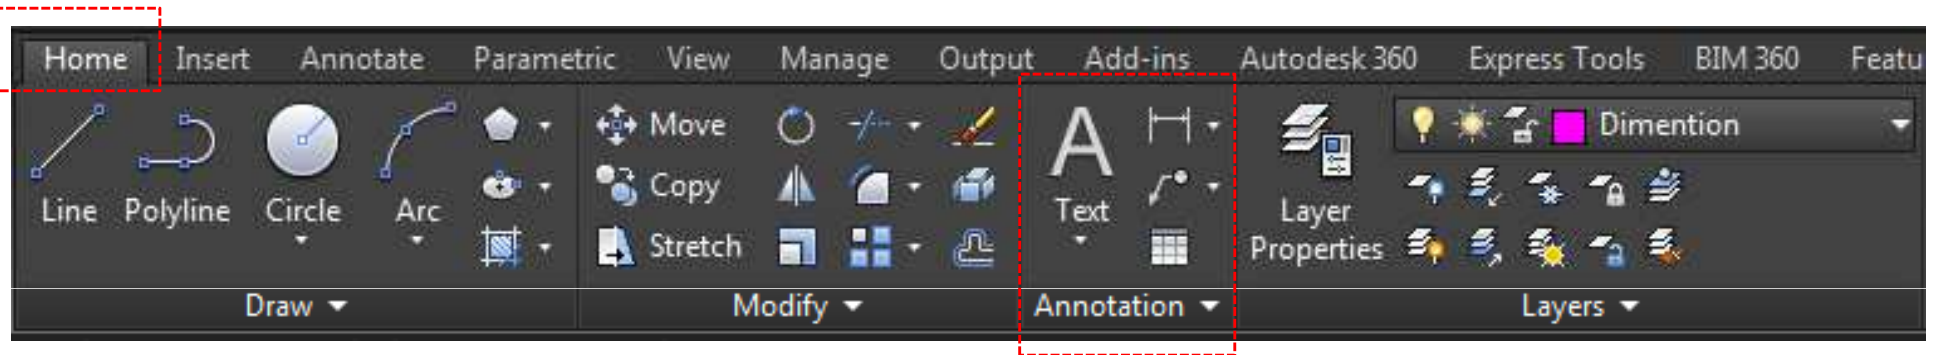 Home Insert Annotate Parametric View Manage Output Add-ins Autodesk 360 Express Tools BIM 360 Featu
Move Dimention
Copy
Line Polyline Circle Arc Text Layer
Stretch Properties
Draw Modify Annotation Layers